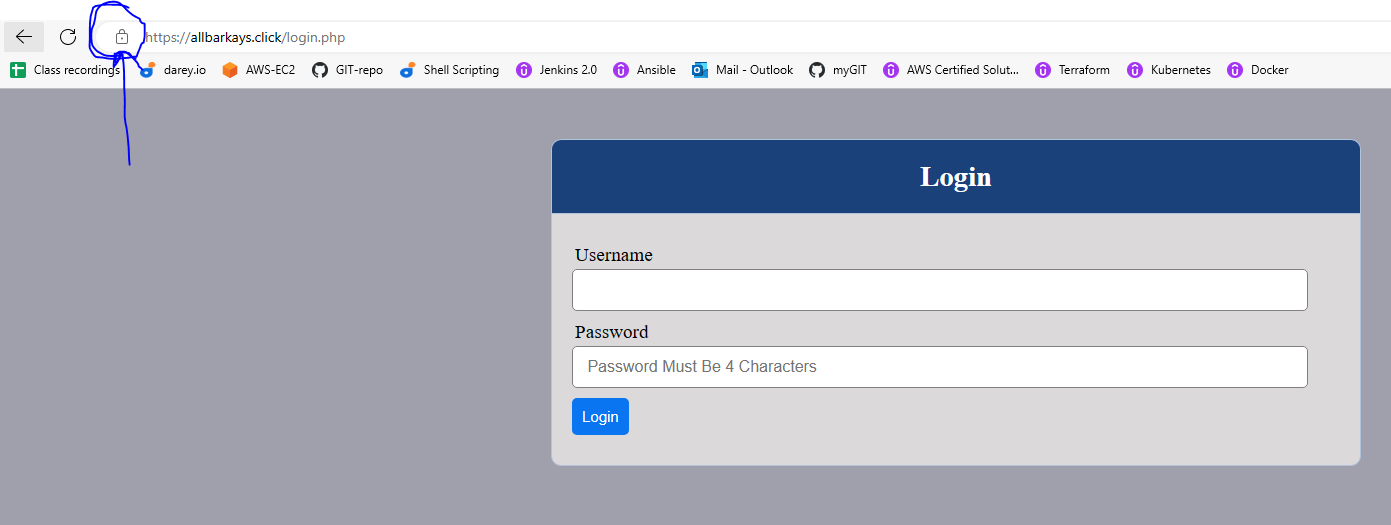 https://allbarkays.click/login.php
Class recordings darey.io AWS-EC2 GIT-repo Shell Scripting Jenkins 2.0 Ansible Mail - Outlook myGIT AWS Certified Solut... Terraform Kubernetes Docker
Login
Username
Password
Password Must Be 4 Characters
Login